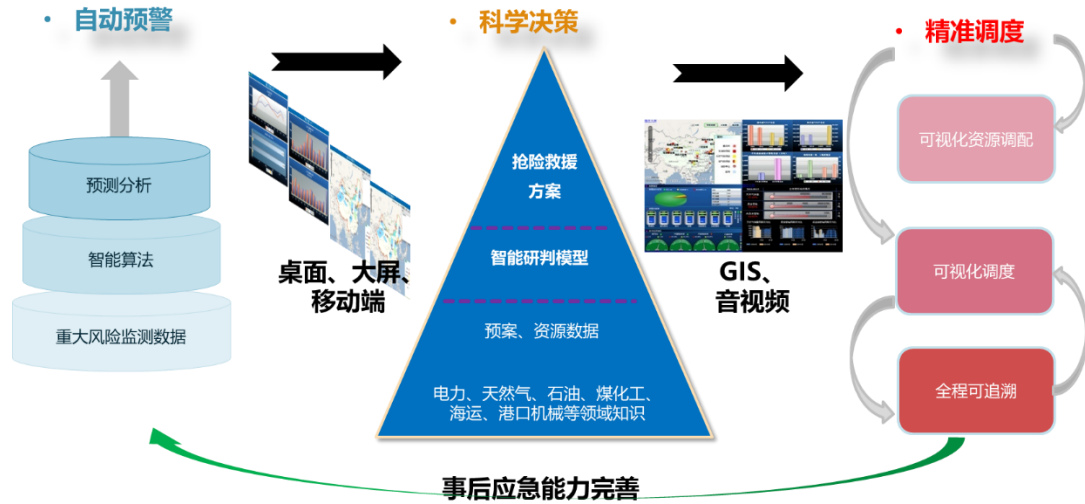 • 自动预警
预测分析
智能算法
重大风险监测数据
桌面、大屏、
移动端
• 科学决策
抢险救援
方案
智能研判模型
预案、资源数据
电力、天然气、石油、煤化工、
海运、港口机械等领域知识
GIS、
音视频
• 精准调度
可视化资源调配
可视化调度
全程可追溯
事后应急能力完善